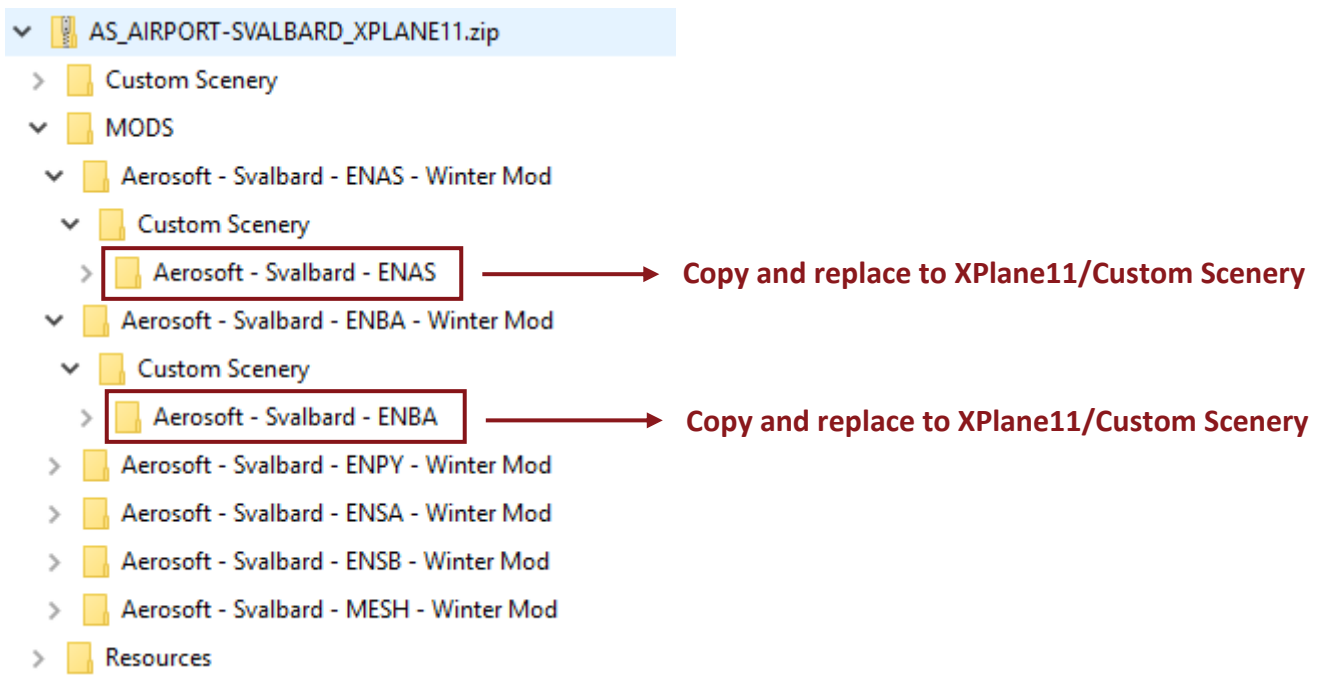 AS_AIRPORT-SVALBARD_XPLANE11.zip
Custom Scenery
MODS
Aerosoft - Svalbard - ENAS - Winter Mod
Custom Scenery
Aerosoft - Svalbard - ENAS Copy and replace to XPlane11/Custom Scenery
Aerosoft - Svalbard - ENBA - Winter Mod
Custom Scenery
Aerosoft - Svalbard - ENBA Copy and replace to XPlane11/Custom Scenery
Aerosoft - Svalbard - ENPY - Winter Mod
Aerosoft - Svalbard - ENSA - Winter Mod
Aerosoft - Svalbard - ENSB - Winter Mod
Aerosoft - Svalbard - MESH - Winter Mod
Resources